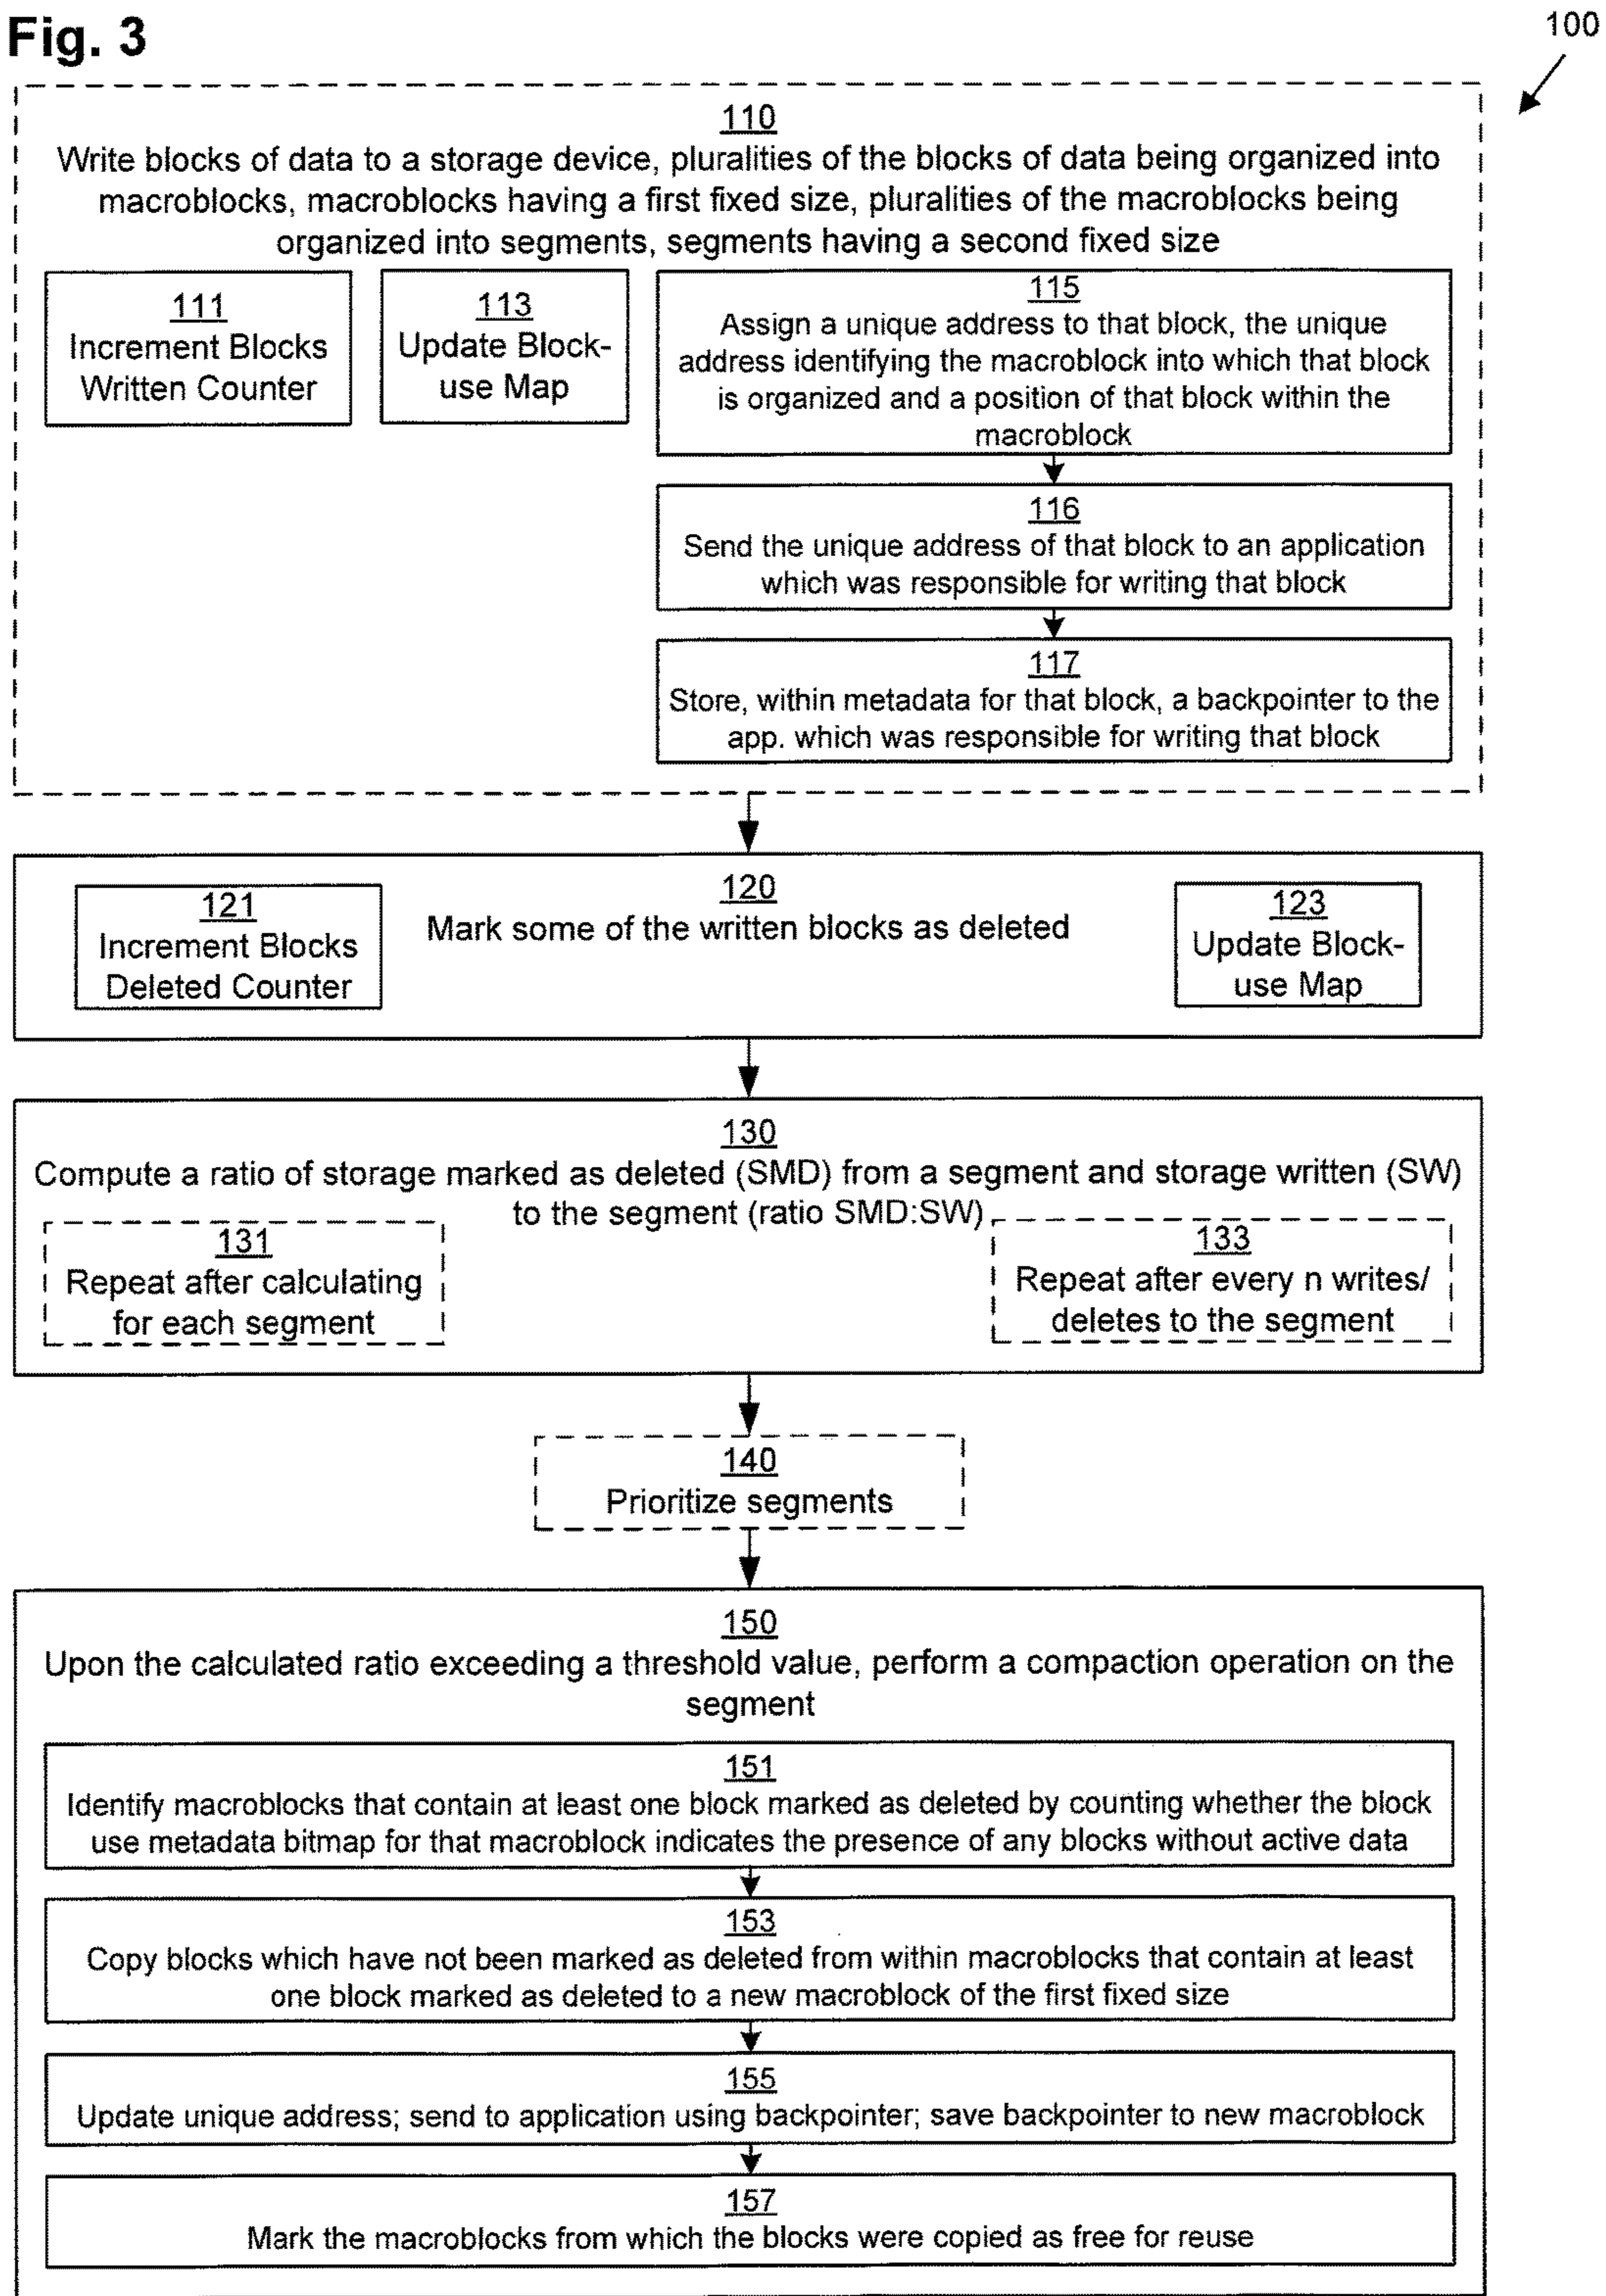 Fig. 3
100
110
Write blocks of data to a storage device, pluralities of the blocks of data being organized into
macroblocks, macroblocks having a first fixed size, pluralities of the macroblocks being
organized into segments, segments having a second fixed size
111
Increment Blocks
Written Counter
113
Update Block-
use Map
115
Assign a unique address to that block, the unique
address identifying the macroblock into which that block
is organized and a position of that block within the
macroblock
116
Send the unique address of that block to an application
which was responsible for writing that block
117
Store, within metadata for that block, a backpointer to the
app. which was responsible for writing that block
120
Mark some of the written blocks as deleted
121
Increment Blocks
Deleted Counter
123
Update Block-
use Map
130
Compute a ratio of storage marked as deleted (SMD) from a segment and storage written (SW)
to the segment (ratio SMD:SW)
131
Repeat after calculating
for each segment
133
Repeat after every n writes/
deletes to the segment
140
Prioritize segments
150
Upon the calculated ratio exceeding a threshold value, perform a compaction operation on the
segment
151
Identify macroblocks that contain at least one block marked as deleted by counting whether the block
use metadata bitmap for that macroblock indicates the presence of any blocks without active data
153
Copy blocks which have not been marked as deleted from within macroblocks that contain at least
one block marked as deleted to a new macroblock of the first fixed size
155
Update unique address; send to application using backpointer; save backpointer to new macroblock
157
Mark the macroblocks from which the blocks were copied as free for reuse